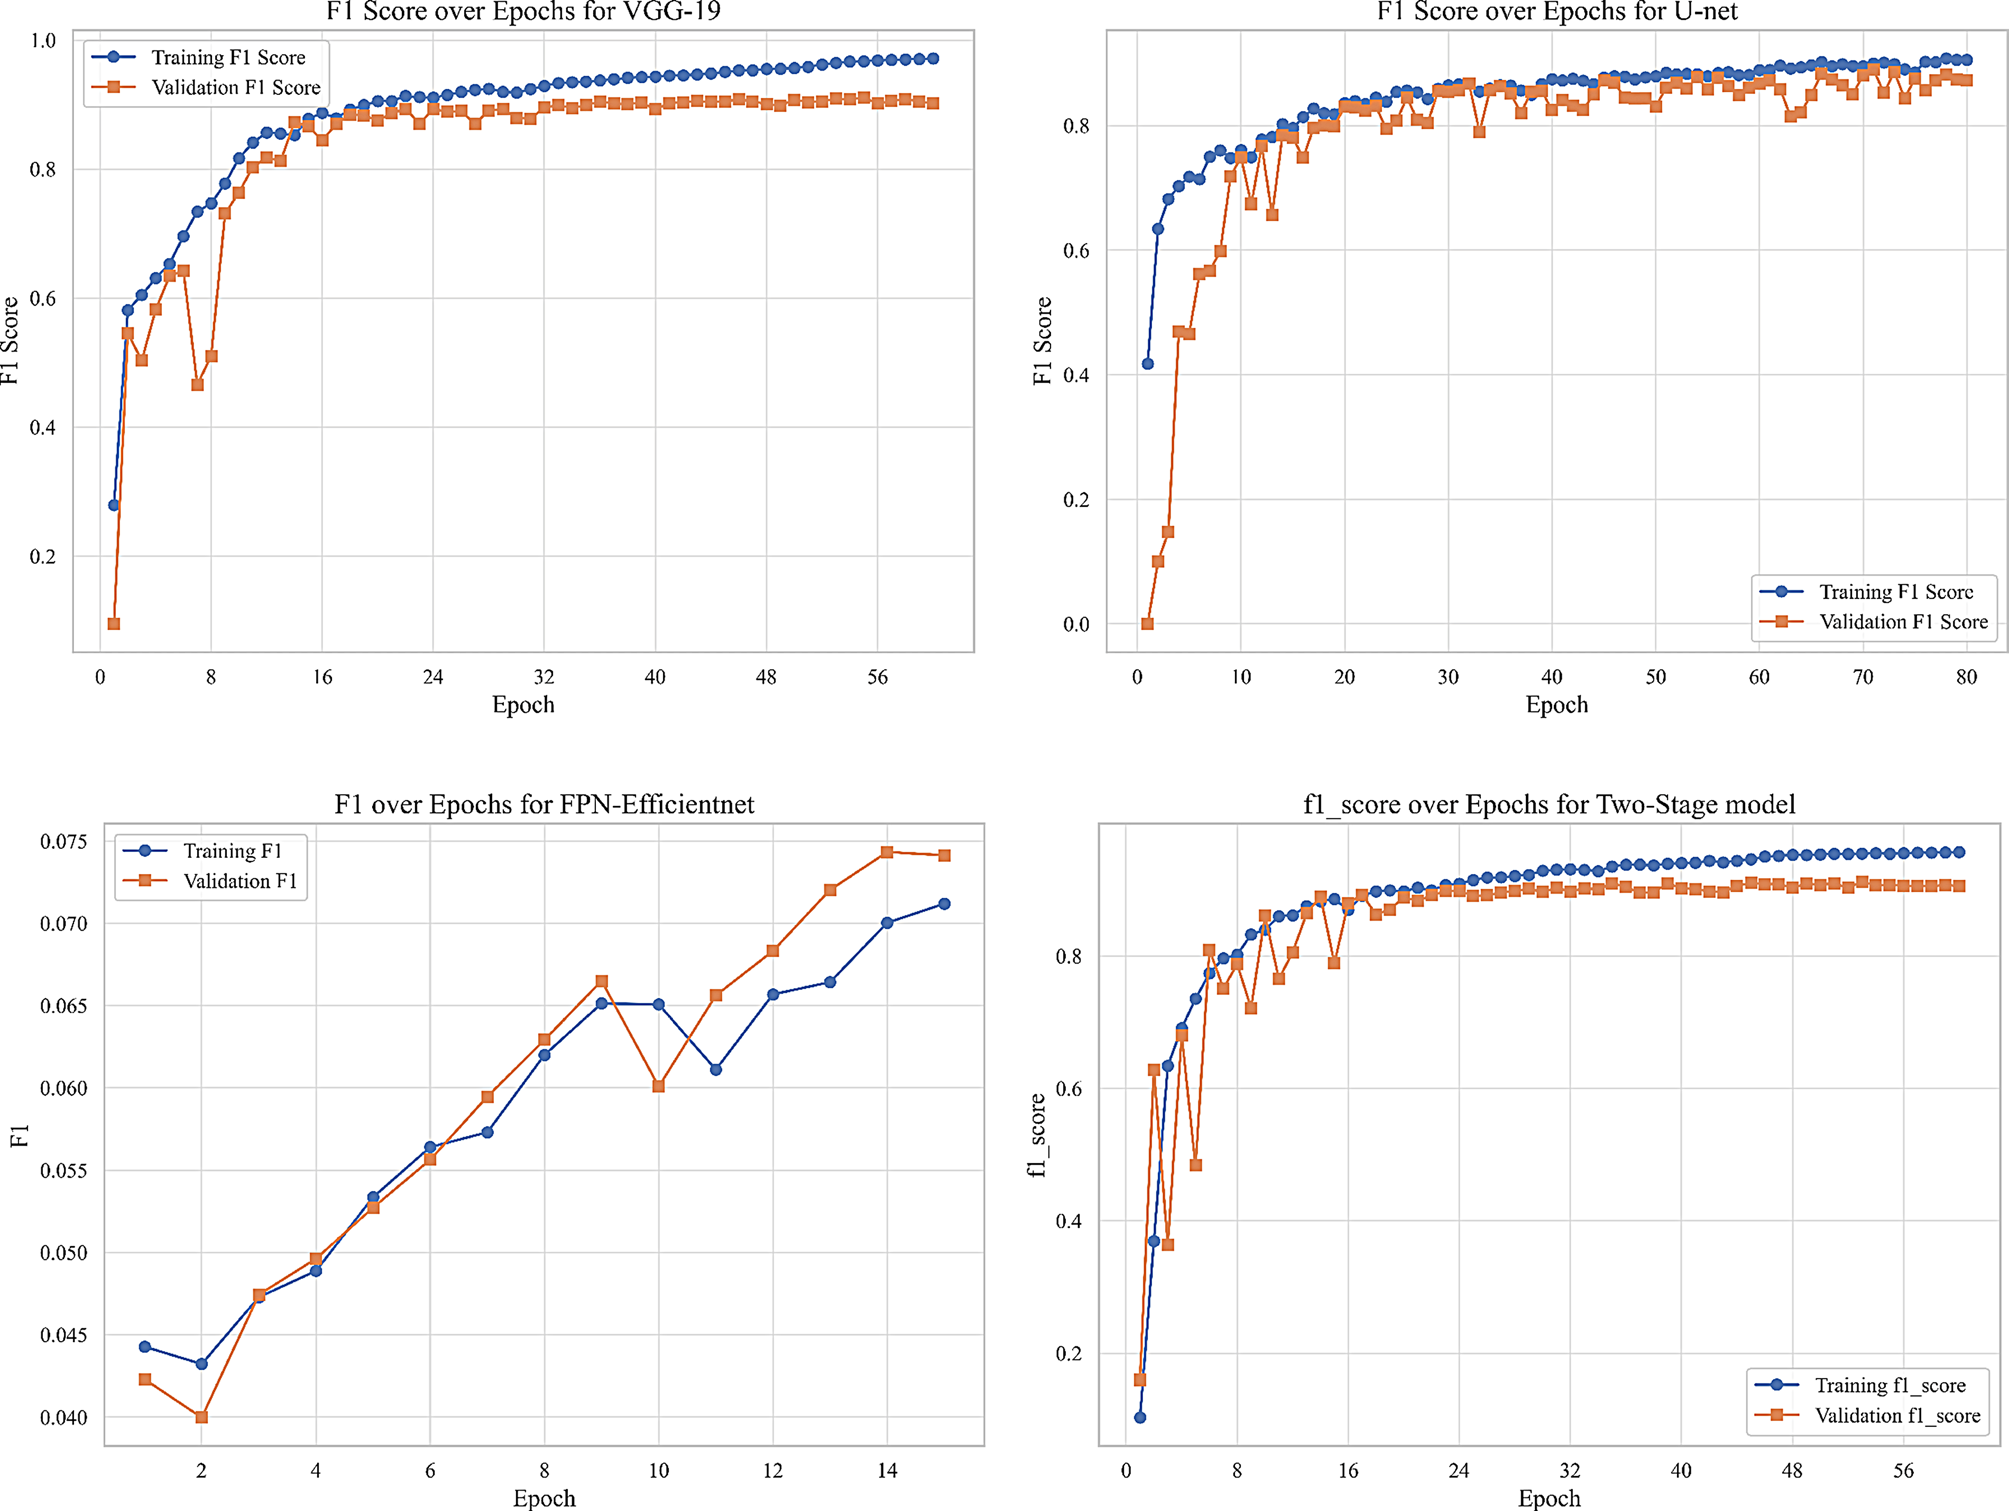 F1 Score over Epochs for VGG-19
1.0
0.8
0.6
0.4
0.2
F1 Score
Training F1 Score
Validation F1 Score
0 8 16 24 32 40 48 56
Epoch
F1 Score over Epochs for U-net
0.8
0.6
0.4
0.2
0.0
F1 Score
Training F1 Score
Validation F1 Score
0 10 20 30 40 50 60 70 80
Epoch
F1 over Epochs for FPN-Efficientnet
0.075
0.070
0.065
0.060
0.055
0.050
0.045
0.040
F1
Training F1
Validation F1
2 4 6 8 10 12 14
Epoch
f1_score over Epochs for Two-Stage model
0.8
0.6
0.4
0.2
f1_score
Training f1_score
Validation f1_score
0 8 16 24 32 40 48 56
Epoch